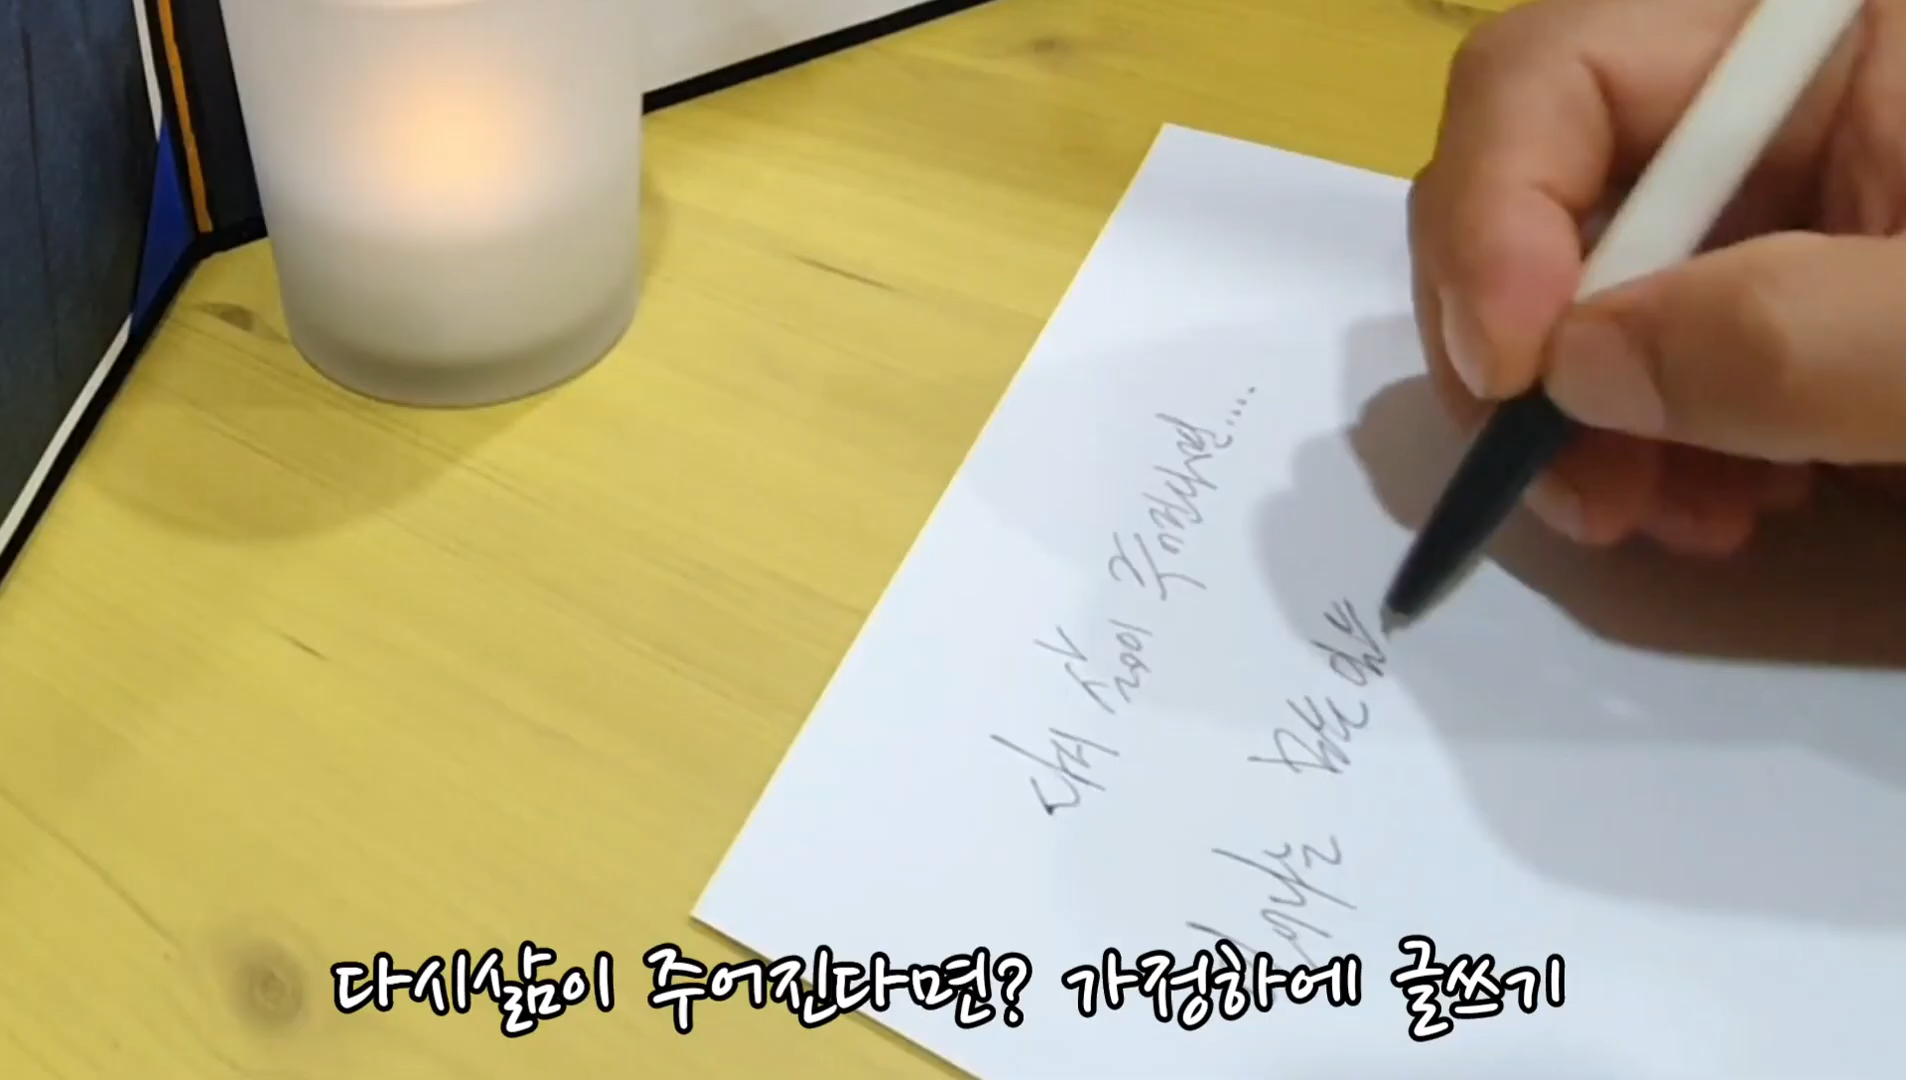 다시 삶이 주어진다면....
다시삶이 주어진다면? 가정하에 글쓰기